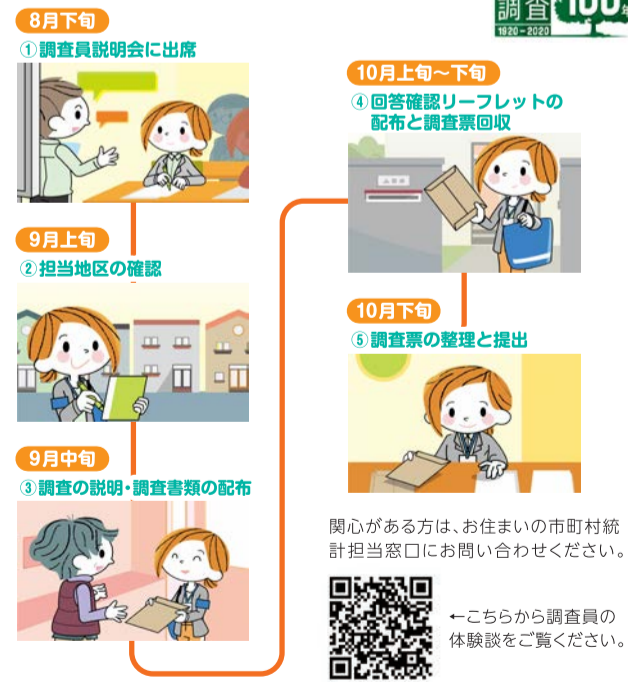 調査 100年
1920-2020
8月下旬
①調査員説明会に出席
9月上旬
②担当地区の確認
9月中旬
③調査の説明・調査書類の配布
10月上旬~下旬
④回答確認リーフレットの
配布と調査票回収
10月下旬
⑤調査票の整理と提出
関心がある方は、お住まいの市町村統
計担当窓口にお問い合わせください。
←こちらから調査員の
体験談をご覧ください。